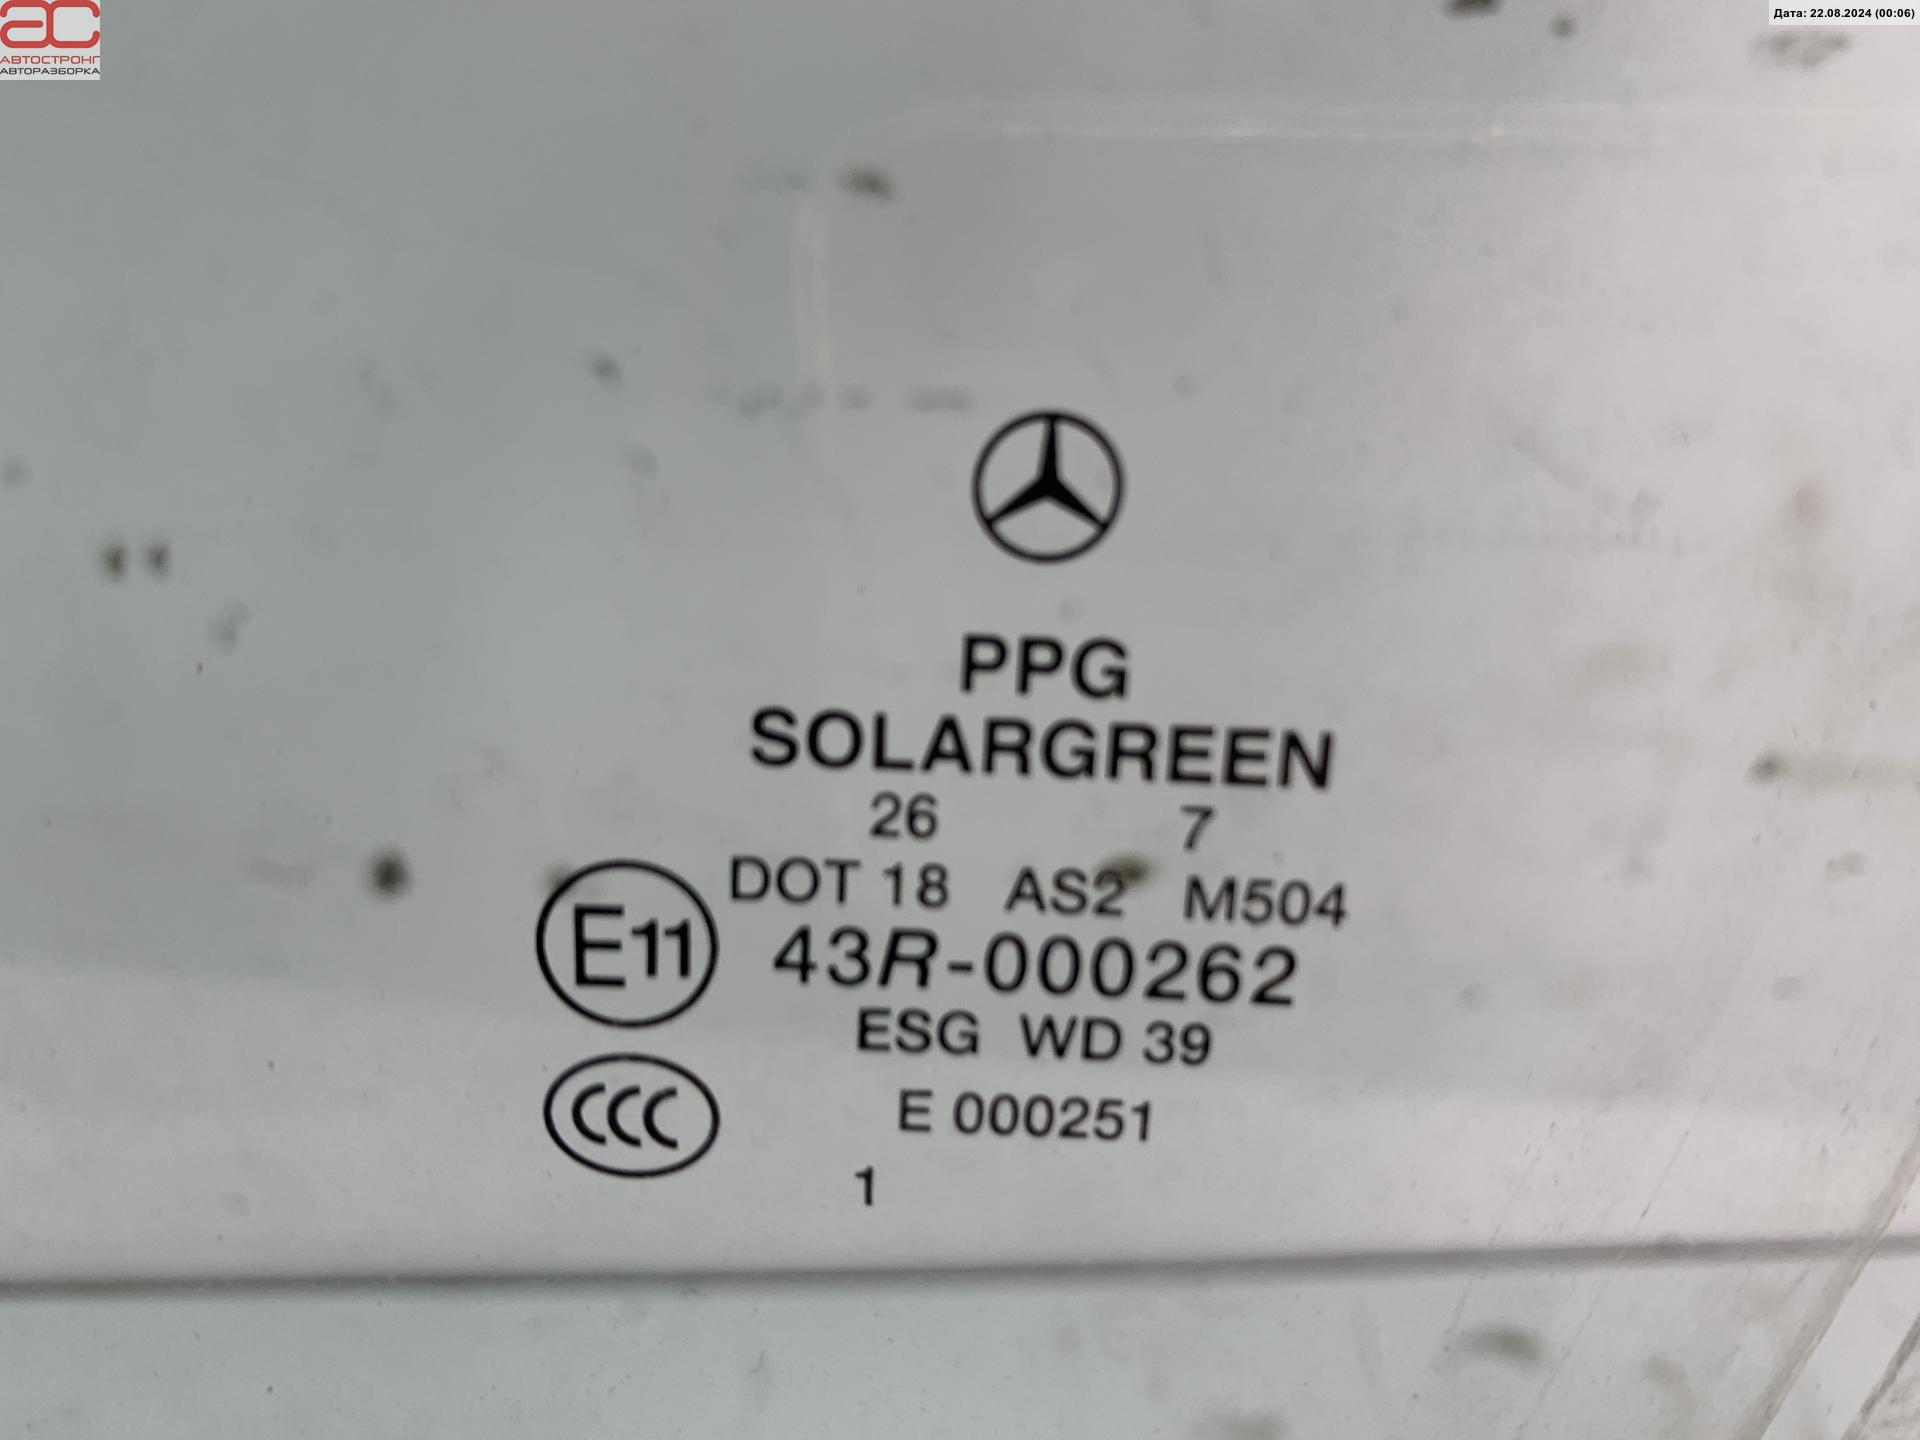 АС
АВТОСТРОНГ
АВТОРАЗБОРКА
Дата: 22.08.2024 (00:06)
PPG
SOLARGREEN
26 7
DOT 18 AS2 M504
E11 43R-000262
ESG WD 39
CCC E 000251
1